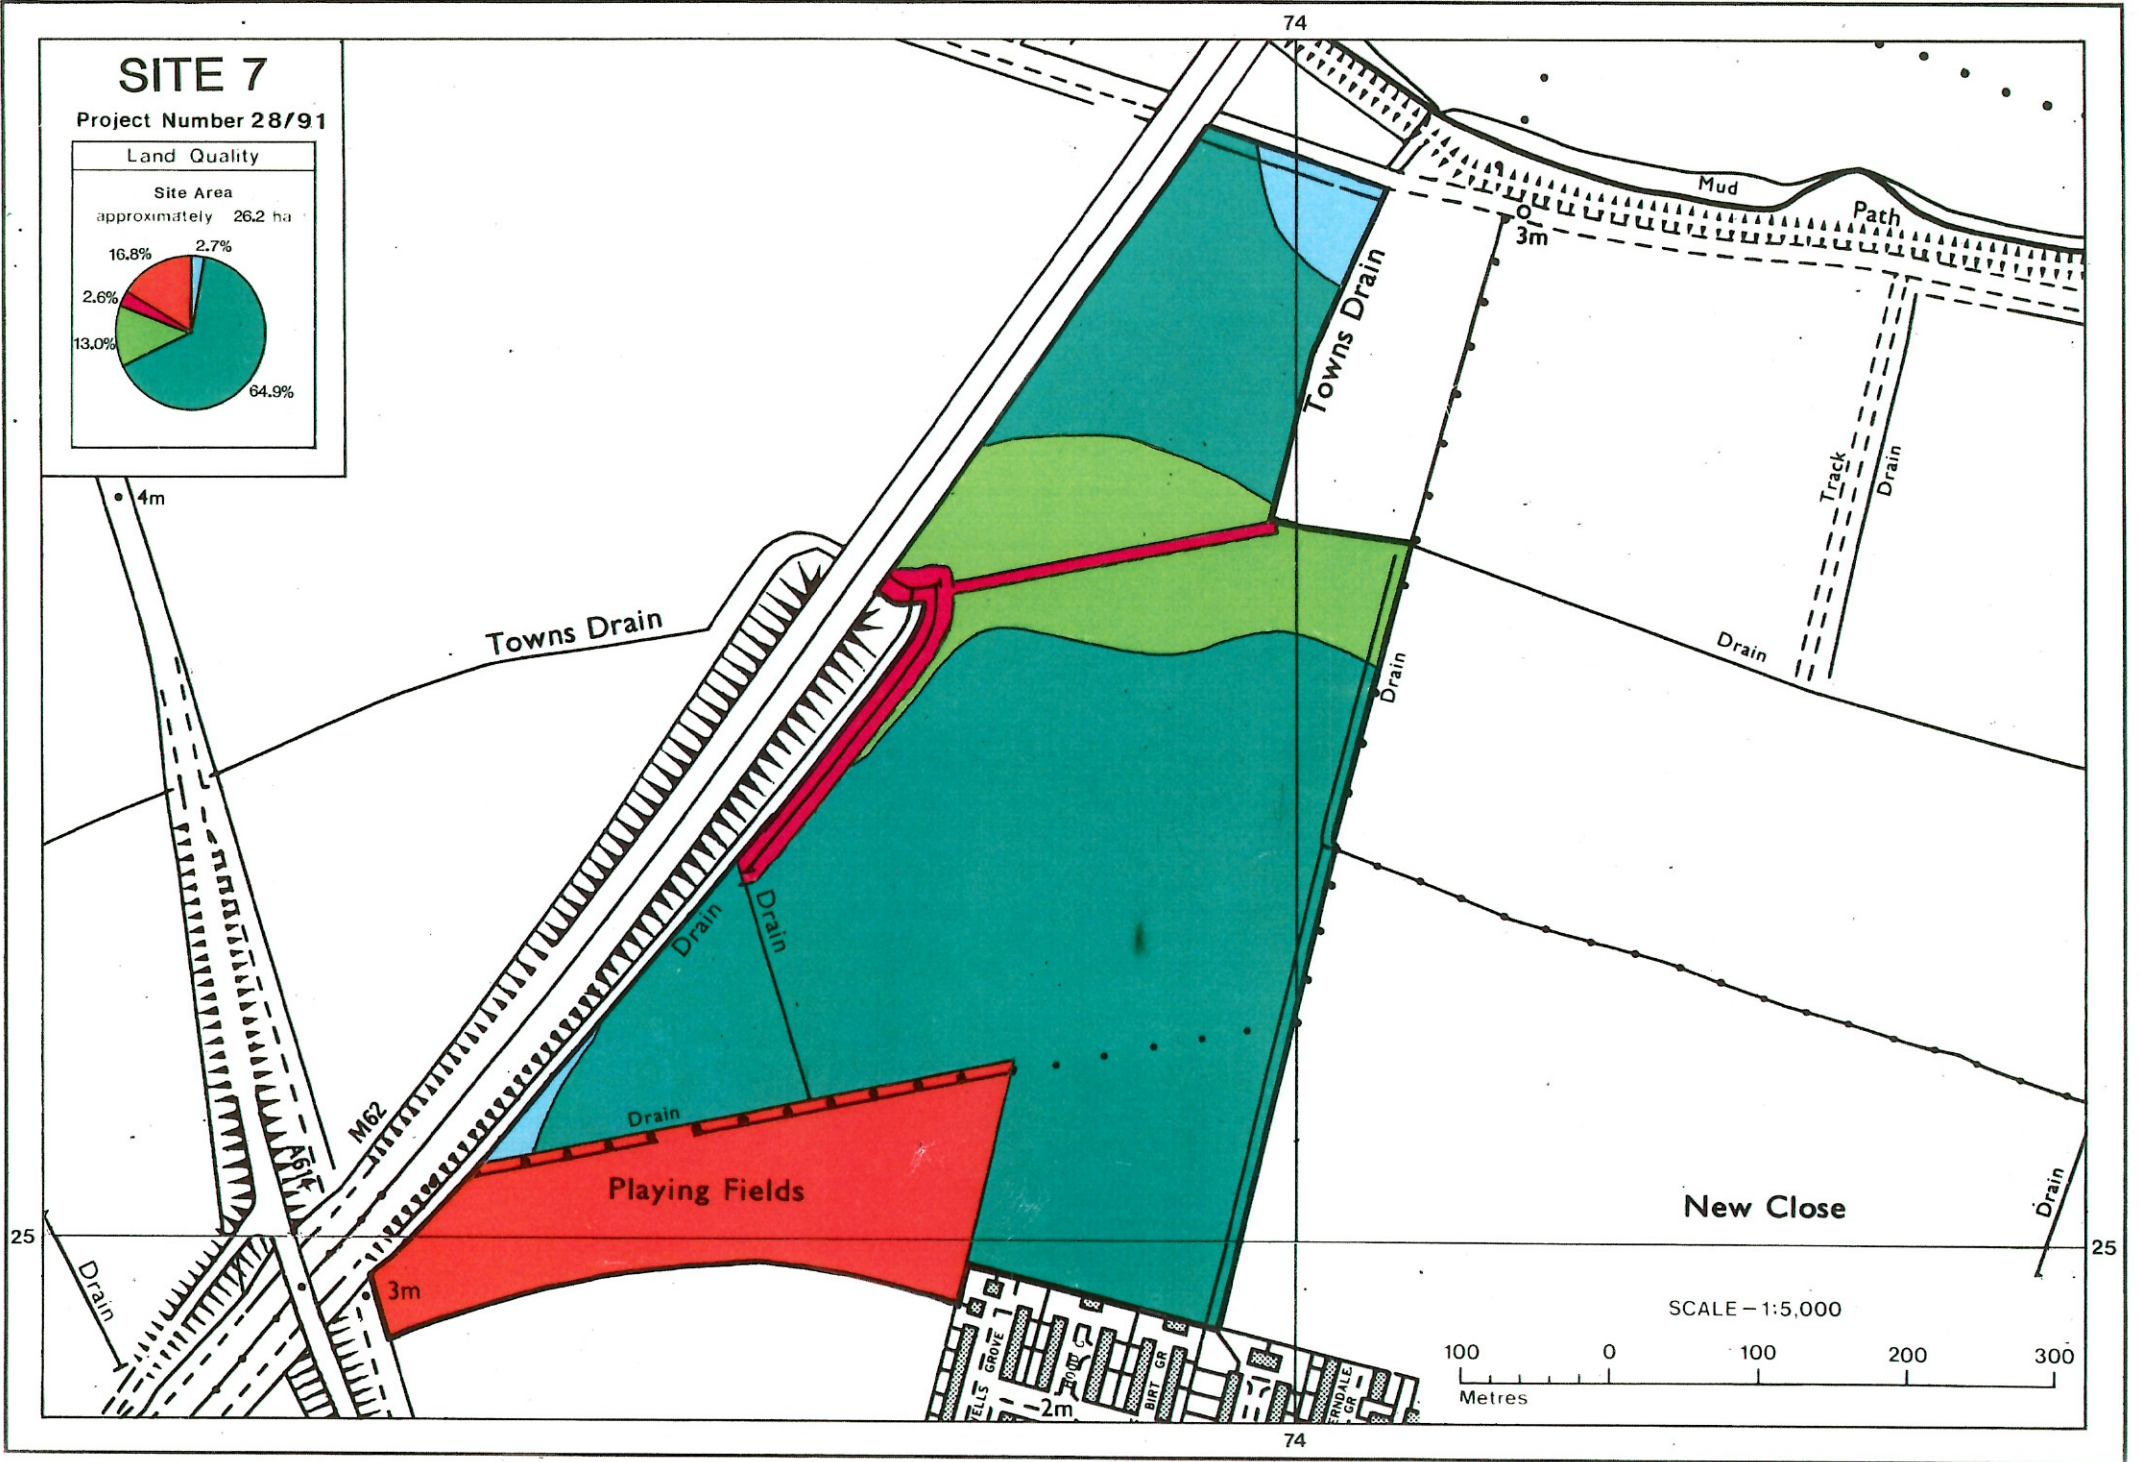 74
SITE 7
Project Number 28/91
Land Quality
Site Area
approximately 26.2 ha
16.8%
2.7%
2.6%
13.0%
64.9%
4m
Mud
Path
3m
Towns Drain
Track
Drain
Towns Drain
Drain
Drain
Drain
Drain
M62
A614
Drain
Playing Fields
New Close
Drain
25
25
Drain
3m
SCALE – 1:5,000
100 0 100 200 300
Metres
GROVE
BIRT GR
GR
2m
74